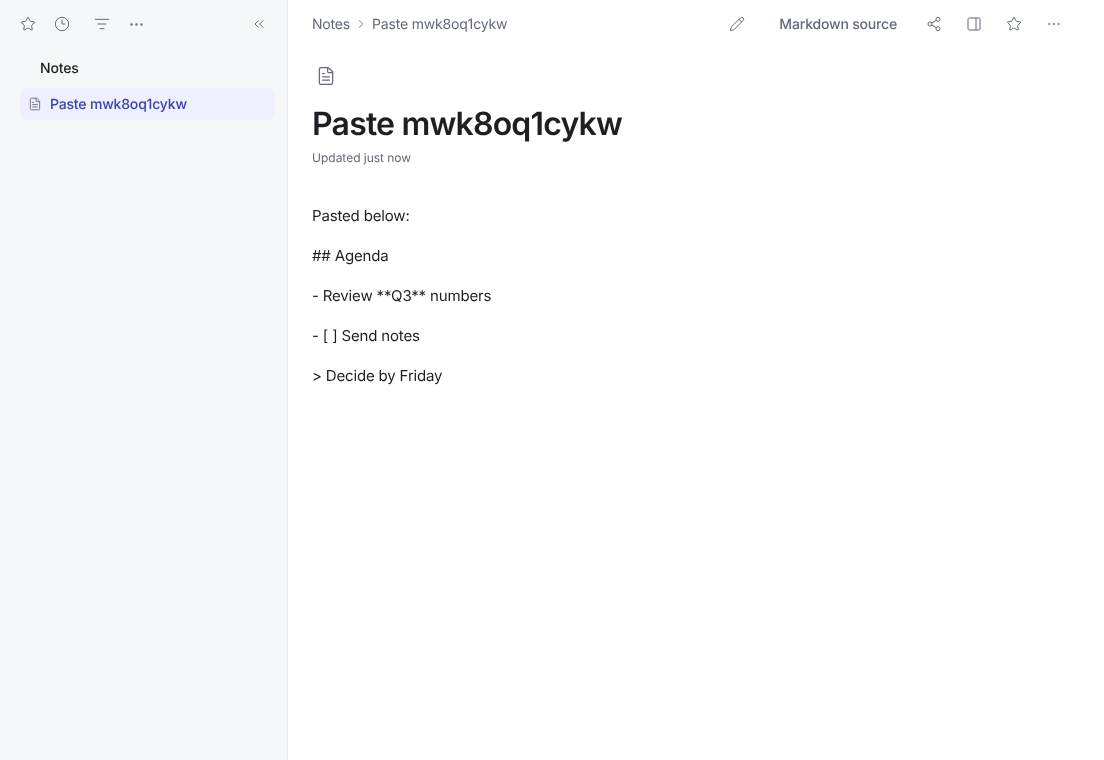 Notes
Paste mwk8oq1cykw
Notes > Paste mwk8oq1cykw
Markdown source
Paste mwk8oq1cykw
Updated just now
Pasted below:
## Agenda
- Review **Q3** numbers
- [ ] Send notes
> Decide by Friday